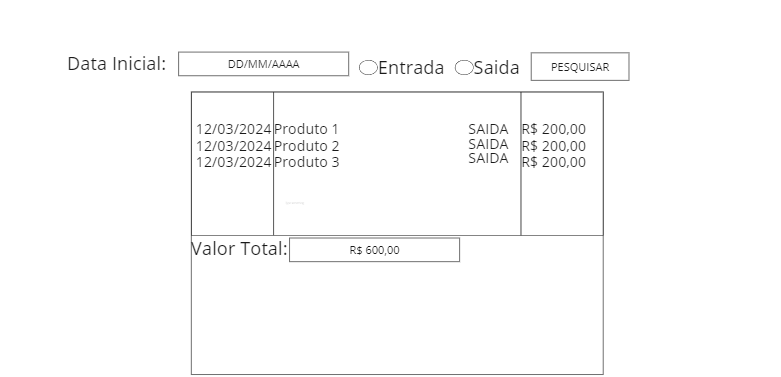 Data Inicial: DD/MM/AAAA Entrada Saida PESQUISAR
12/03/2024 Produto 1 SAIDA R$ 200,00
12/03/2024 Produto 2 SAIDA R$ 200,00
12/03/2024 Produto 3 SAIDA R$ 200,00
Valor Total: R$ 600,00